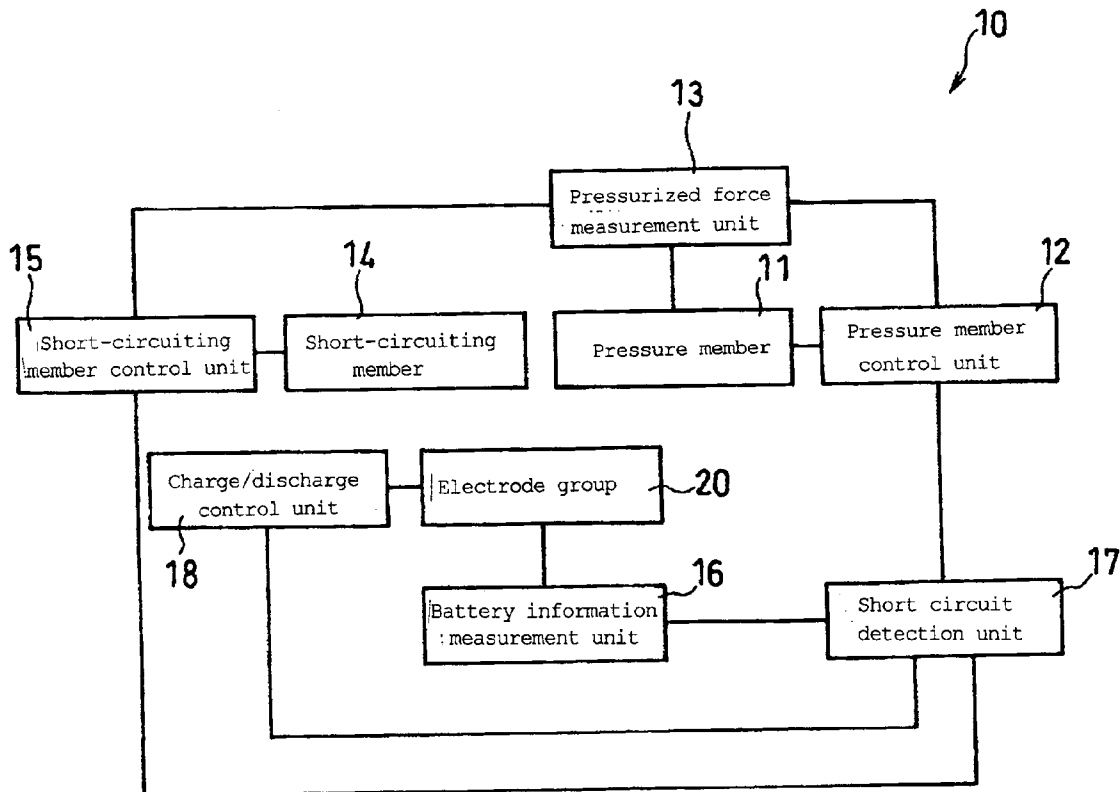 10
13
Pressurized force
measurement unit
15
14
11
12
Short-circuiting
member control unit
Short-circuiting
member
Pressure member
Pressure member
control unit
Charge/discharge
control unit
18
Electrode group
20
16
Battery information
measurement unit
17
Short circuit
detection unit